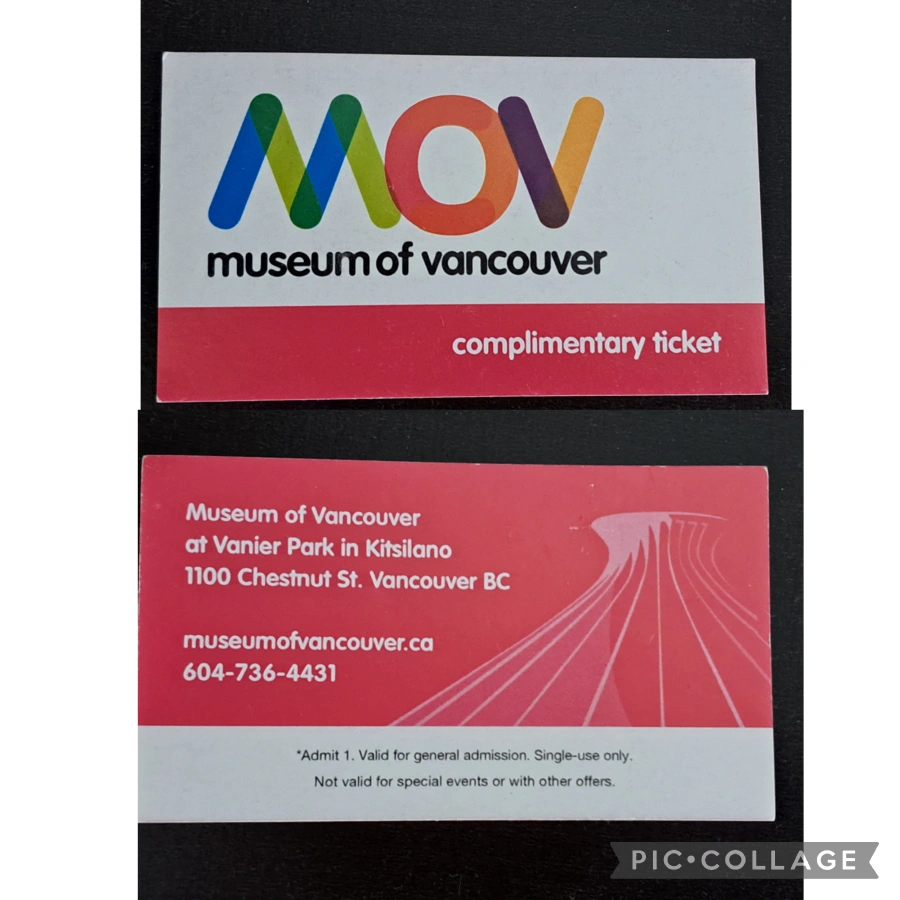 MOV
museum of vancouver
complimentary ticket
Museum of Vancouver
at Vanier Park in Kitsilano
1100 Chestnut St. Vancouver BC
museumofvancouver.ca
604-736-4431
*Admit 1. Valid for general admission. Single-use only.
Not valid for special events or with other offers.
PIC•COLLAGE